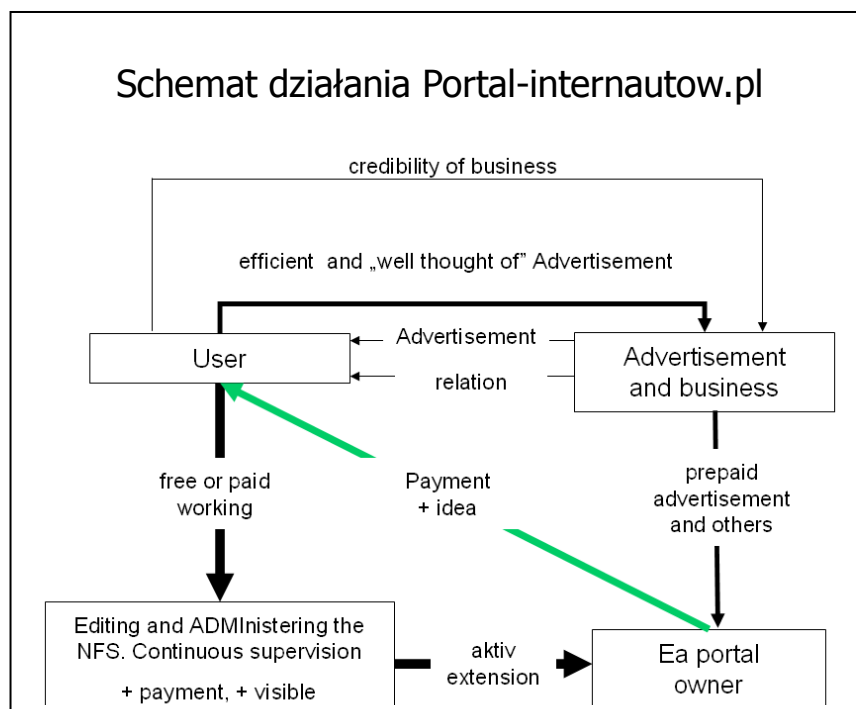 Schemat działania Portal-internautow.pl
credibility of business
efficient and „well thought of” Advertisement
User
Advertisement
relation
Advertisement
and business
free or paid
working
Payment
+ idea
prepaid
advertisement
and others
Editing and ADMInistering the
NFS. Continuous supervision
+ payment, + visible
aktiv
extension
Ea portal
owner